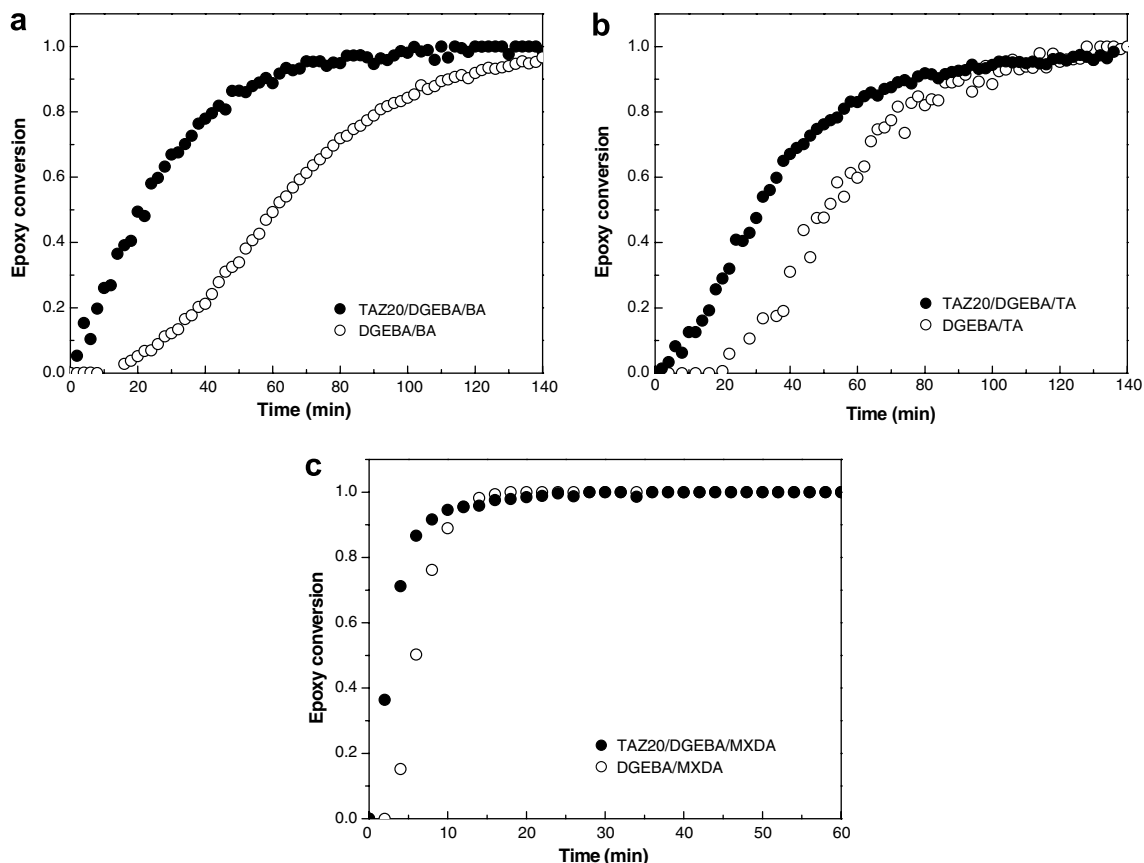 a
Epoxy conversion
1.0
0.8
0.6
0.4
0.2
0.0
TAZ20/DGEBA/BA
DGEBA/BA
0 20 40 60 80 100 120 140
Time (min)
b
Epoxy conversion
1.0
0.8
0.6
0.4
0.2
0.0
TAZ20/DGEBA/TA
DGEBA/TA
0 20 40 60 80 100 120 140
Time (min)
c
Epoxy conversion
1.0
0.8
0.6
0.4
0.2
0.0
TAZ20/DGEBA/MXDA
DGEBA/MXDA
0 10 20 30 40 50 60
Time (min)